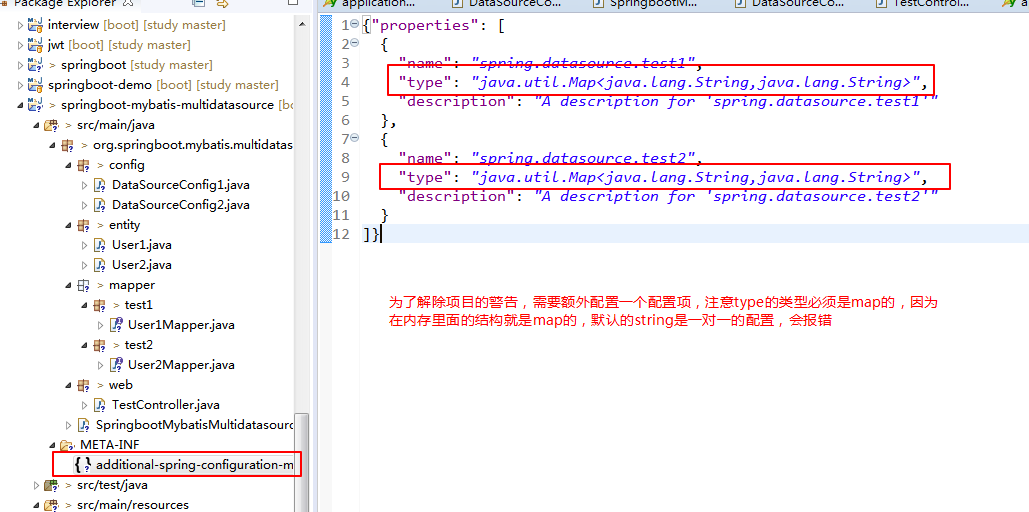 Package Explorer
application...
DataSourceCo...
SpringbootM...
DataSourceCo...
TestControl...
interview [boot] [study master]
jwt [boot] [study master]
> springboot [study master]
springboot-demo [boot] [study master]
> springboot-mybatis-multidatasource [bo
> src/main/java
> org.springboot.mybatis.multidatas
> config
DataSourceConfig1.java
DataSourceConfig2.java
> entity
User1.java
User2.java
> mapper
> test1
User1Mapper.java
> test2
User2Mapper.java
> web
TestController.java
SpringbootMybatisMultidatasourc
META-INF
additional-spring-configuration-m
> src/test/java
> src/main/resources
1 {"properties": [
2 {
3 "name": "spring.datasource.test1",
4 "type": "java.util.Map<java.lang.String,java.lang.String>",
5 "description": "A description for 'spring.datasource.test1'"
6 },
7 {
8 "name": "spring.datasource.test2",
9 "type": "java.util.Map<java.lang.String,java.lang.String>",
10 "description": "A description for 'spring.datasource.test2'"
11 }
12 ]}
为了解除项目的警告，需要额外配置一个配置项，注意type的类型必须是map的，因为
在内存里面的结构就是map的，默认的string是一对一的配置，会报错